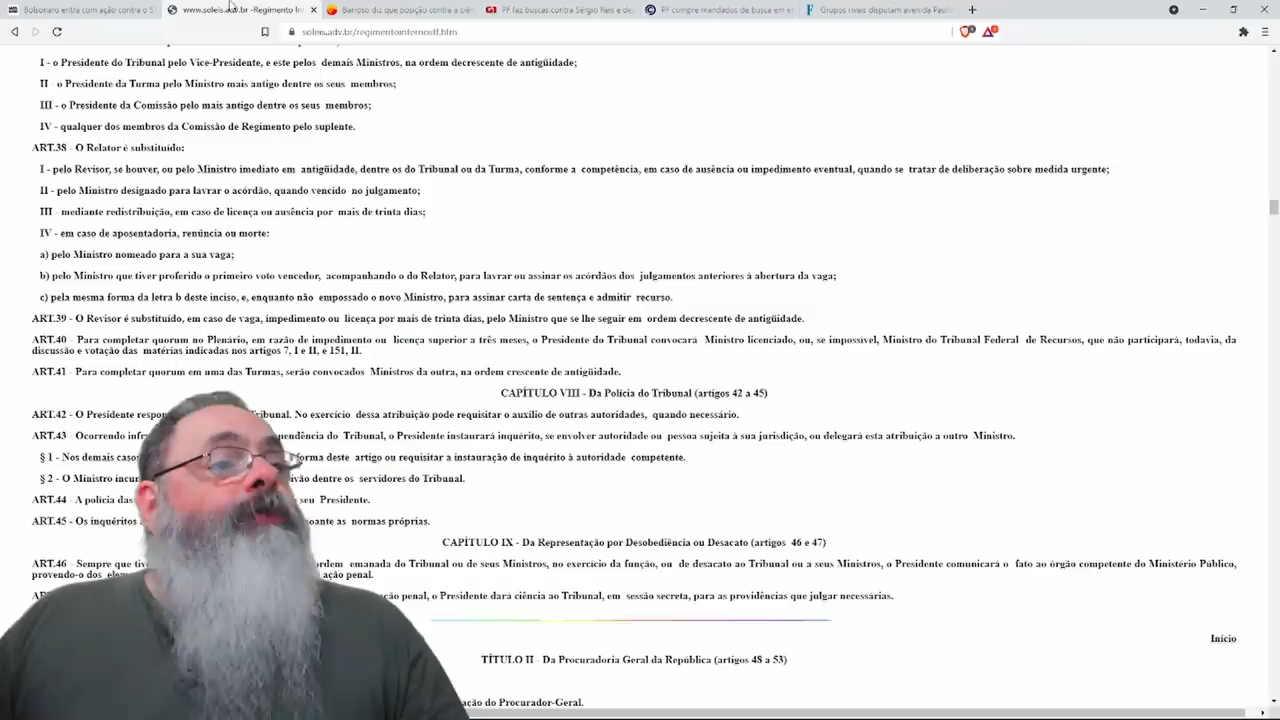 Bolsonaro entra com ação contra o ST
www.soleis.adv.br -Regimento In
Barroso diz que posição contra a ciên
PF faz buscas contra Sérgio Reis e dep
PF cumpre mandados de busca em e
Grupos rivais disputam avenida Paulis
soleis.adv.br/regimentointernostf.htm
I - o Presidente do Tribunal pelo Vice-Presidente, e este pelos demais Ministros, na ordem decrescente de antigüidade;
II - o Presidente da Turma pelo Ministro mais antigo dentre os seus membros;
III - o Presidente da Comissão pelo mais antigo dentre os seus membros;
IV - qualquer dos membros da Comissão de Regimento pelo suplente.
ART.38 - O Relator é substituído:
I - pelo Revisor, se houver, ou pelo Ministro imediato em antigüidade, dentre os do Tribunal ou da Turma, conforme a competência, em caso de ausência ou impedimento eventual, quando se tratar de deliberação sobre medida urgente;
II - pelo Ministro designado para lavrar o acórdão, quando vencido no julgamento;
III - mediante redistribuição, em caso de licença ou ausência por mais de trinta dias;
IV - em caso de aposentadoria, renúncia ou morte:
a) pelo Ministro nomeado para a sua vaga;
b) pelo Ministro que tiver proferido o primeiro voto vencedor, acompanhando o do Relator, para lavrar ou assinar os acórdãos dos julgamentos anteriores à abertura da vaga;
c) pela mesma forma da letra b deste inciso, e, enquanto não empossado o novo Ministro, para assinar carta de sentença e admitir recurso.
ART.39 - O Revisor é substituído, em caso de vaga, impedimento ou licença por mais de trinta dias, pelo Ministro que se lhe seguir em ordem decrescente de antigüidade.
ART.40 - Para completar quorum no Plenário, em razão de impedimento ou licença superior a três meses, o Presidente do Tribunal convocará Ministro licenciado, ou, se impossível, Ministro do Tribunal Federal de Recursos, que não participará, todavia, da
discussão e votação das matérias indicadas nos artigos 7, I e II, e 151, II.
ART.41 - Para completar quorum em uma das Turmas, serão convocados Ministros da outra, na ordem crescente de antigüidade.
CAPÍTULO VIII - Da Polícia do Tribunal (artigos 42 a 45)
ART.42 - O Presidente respon ribunal. No exercício dessa atribuição pode requisitar o auxílio de outras autoridades, quando necessário.
ART.43 - Ocorrendo infr pendência do Tribunal, o Presidente instaurará inquérito, se envolver autoridade ou pessoa sujeita à sua jurisdição, ou delegará esta atribuição a outro Ministro.
§ 1 - Nos demais casos forma deste artigo ou requisitar a instauração de inquérito à autoridade competente.
§ 2 - O Ministro incum ivão dentre os servidores do Tribunal.
ART.44 - A polícia das seu Presidente.
ART.45 - Os inquéritos oante as normas próprias.
CAPÍTULO IX - Da Representação por Desobediência ou Desacato (artigos 46 e 47)
ART.46 - Sempre que tiv ordem emanada do Tribunal ou de seus Ministros, no exercício da função, ou de desacato ao Tribunal ou a seus Ministros, o Presidente comunicará o fato ao órgão competente do Ministério Público,
provendo-o dos elem ação penal.
ção penal, o Presidente dará ciência ao Tribunal, em sessão secreta, para as providências que julgar necessárias.
Início
TÍTULO II - Da Procuradoria Geral da República (artigos 48 a 53)
ação do Procurador-Geral.